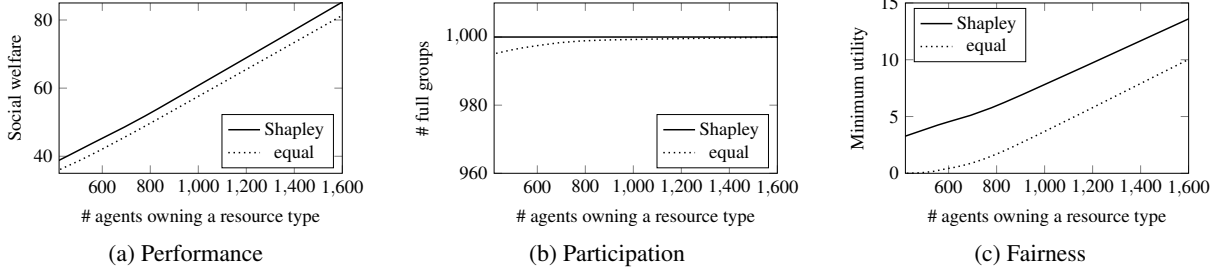 80
60
40
Social welfare
600 800 1,000 1,200 1,400 1,600
# agents owning a resource type
Shapley
equal
(a) Performance
1,000
980
960
# full groups
600 800 1,000 1,200 1,400 1,600
# agents owning a resource type
Shapley
equal
(b) Participation
15
10
5
0
Minimum utility
600 800 1,000 1,200 1,400 1,600
# agents owning a resource type
Shapley
equal
(c) Fairness